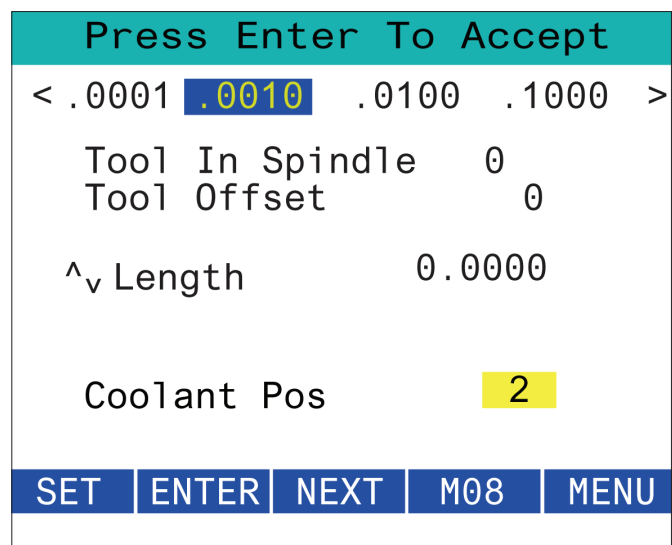 Press Enter To Accept
< .0001 .0010 .0100 .1000 >
Tool In Spindle 0
Tool Offset 0
^v Length 0.0000
Coolant Pos 2
SET ENTER NEXT M08 MENU